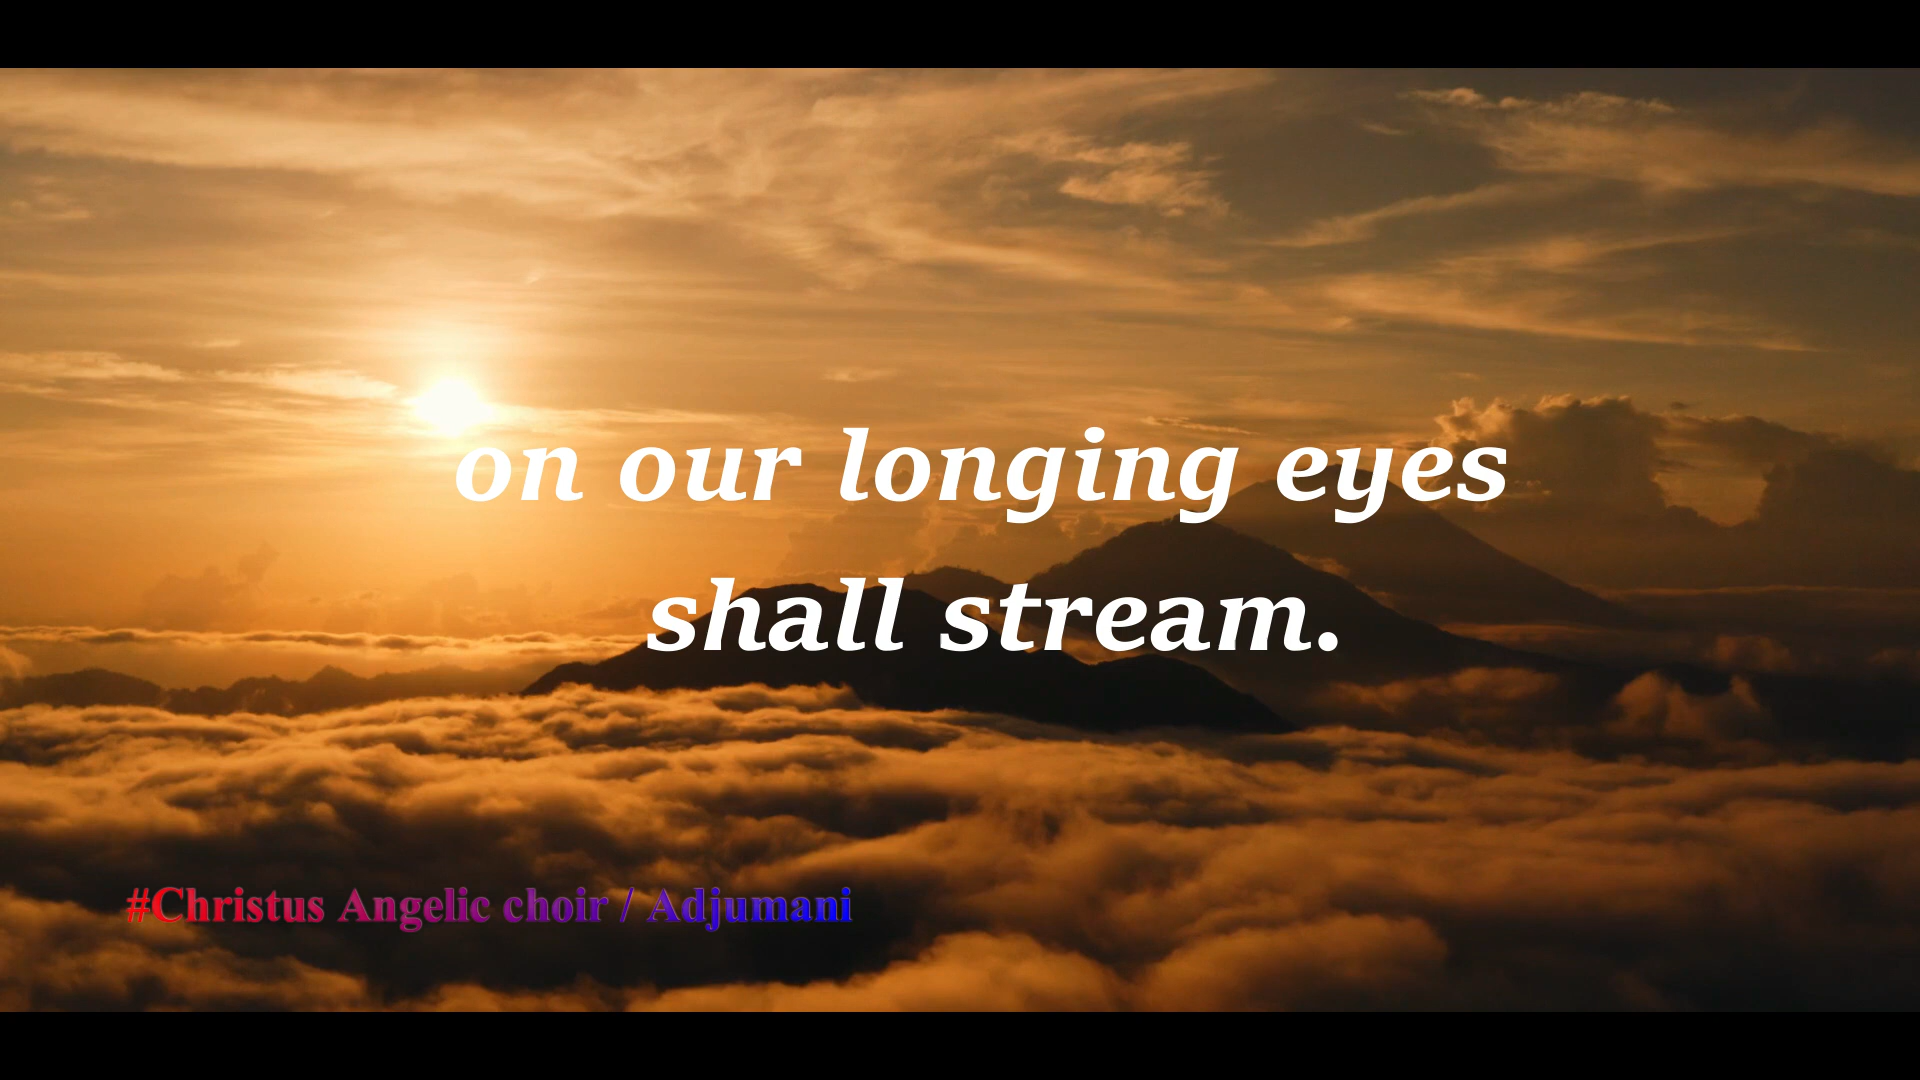 on our longing eyes
shall stream.
#Christus Angelic choir / Adjumani